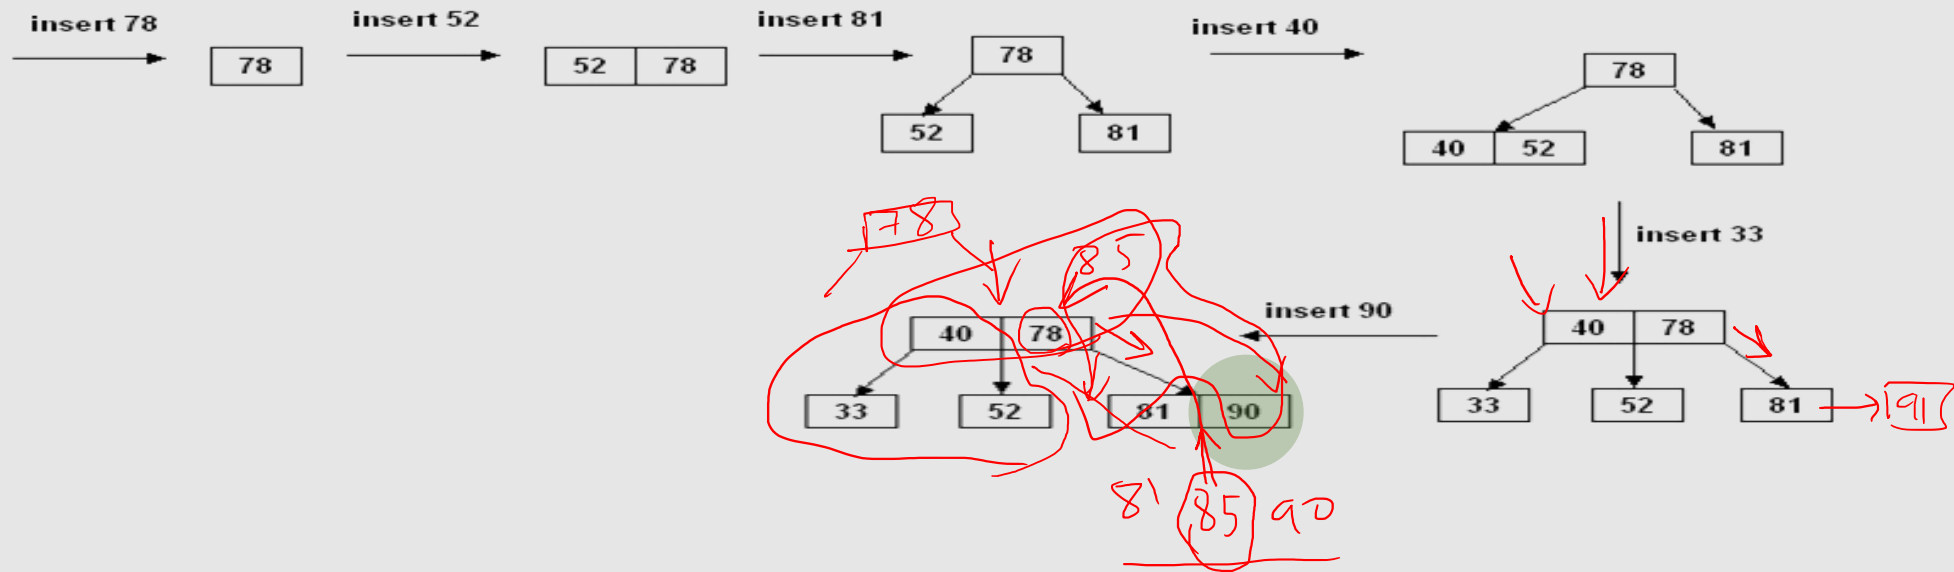 insert 78
78
insert 52
52 78
insert 81
78
52 81
insert 40
78
40 52 81
insert 33
40 78
33 52 81
91
insert 90
78
85
40 78
33 52 81 90
81 85 90